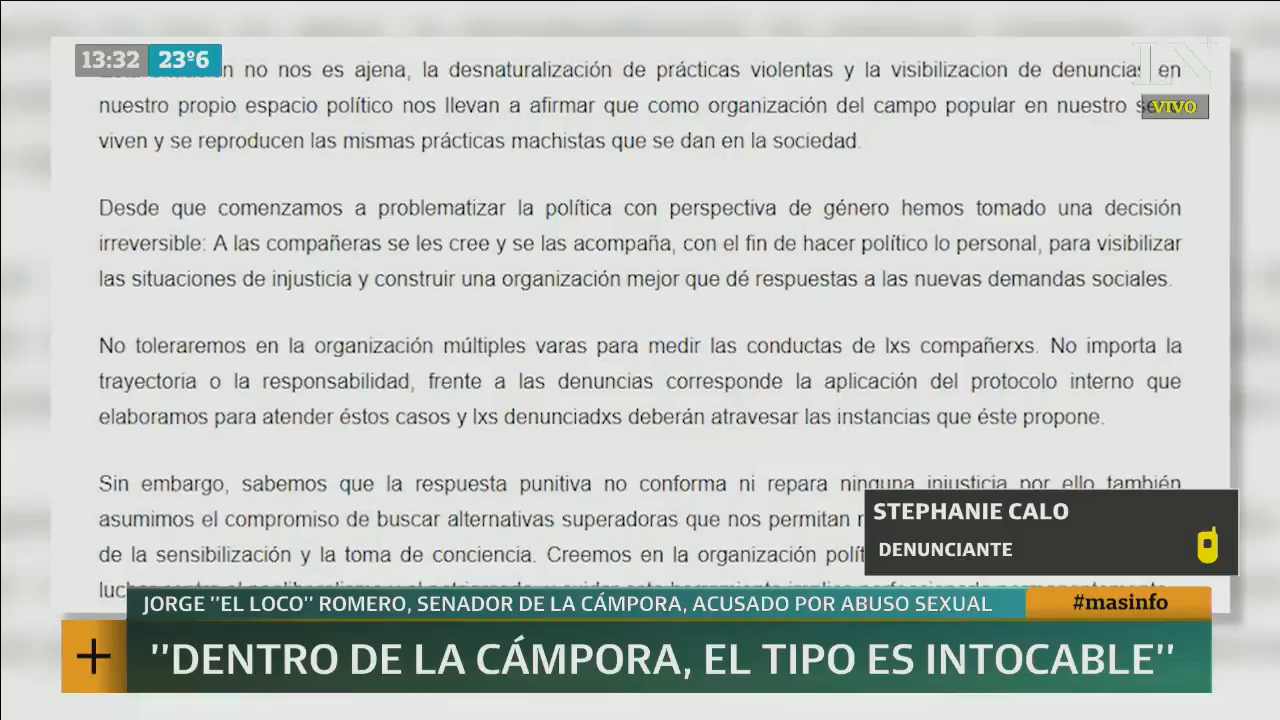 13:32 23º6
LN+
VIVO
n no nos es ajena, la desnaturalización de prácticas violentas y la visibilizacion de denuncias en
nuestro propio espacio político nos llevan a afirmar que como organización del campo popular en nuestro
viven y se reproducen las mismas prácticas machistas que se dan en la sociedad.
Desde que comenzamos a problematizar la política con perspectiva de género hemos tomado una decisión
irreversible: A las compañeras se les cree y se las acompaña, con el fin de hacer político lo personal, para visibilizar
las situaciones de injusticia y construir una organización mejor que dé respuestas a las nuevas demandas sociales.
No toleraremos en la organización múltiples varas para medir las conductas de lxs compañerxs. No importa la
trayectoria o la responsabilidad, frente a las denuncias corresponde la aplicación del protocolo interno que
elaboramos para atender éstos casos y lxs denunciadxs deberán atravesar las instancias que éste propone.
Sin embargo, sabemos que la respuesta punitiva no conforma ni repara ninguna injusticia por ello también
asumimos el compromiso de buscar alternativas superadoras que nos permitan
de la sensibilización y la toma de conciencia. Creemos en la organización
STEPHANIE CALO
DENUNCIANTE
JORGE "EL LOCO" ROMERO, SENADOR DE LA CÁMPORA, ACUSADO POR ABUSO SEXUAL
#masinfo
"DENTRO DE LA CÁMPORA, EL TIPO ES INTOCABLE"